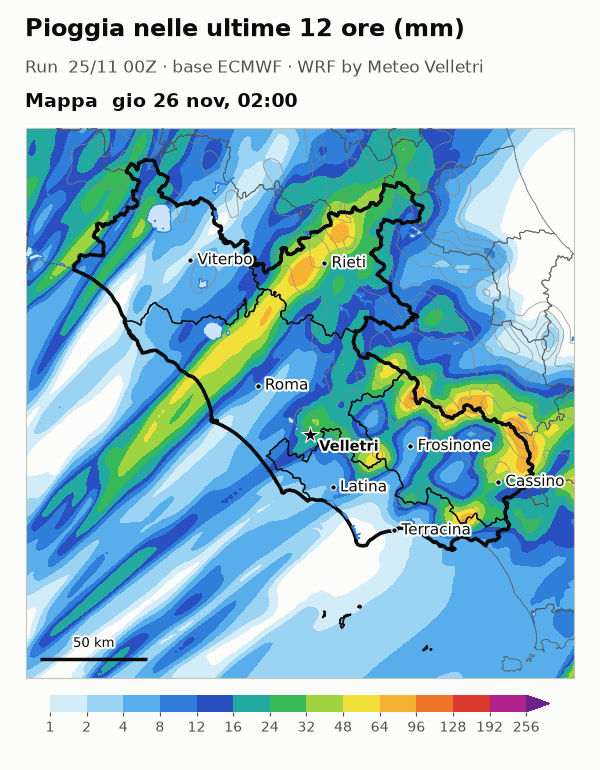 Pioggia nelle ultime 12 ore (mm)
Run 25/11 00Z · base ECMWF · WRF by Meteo Velletri
Mappa gio 26 nov, 02:00
Viterbo
Rieti
Roma
Velletri
Frosinone
Latina
Cassino
Terracina
50 km
1 2 4 8 12 16 24 32 48 64 96 128 192 256